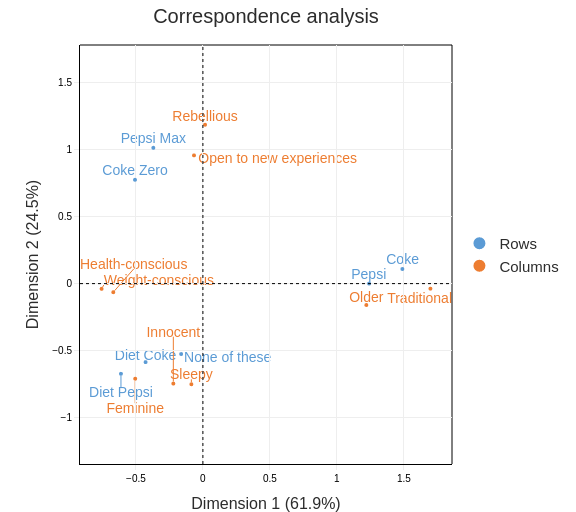 Correspondence analysis
1.5
Rebellious
Pepsi Max
1
Open to new experiences
Coke Zero
0.5
Dimension 2 (24.5%)
Rows
Columns
Coke
Health-conscious
Pepsi
Weight-conscious
0
Older
Traditional
Innocent
−0.5
Diet Coke
None of these
Sleepy
Diet Pepsi
Feminine
−1
−0.5
0
0.5
1
1.5
Dimension 1 (61.9%)